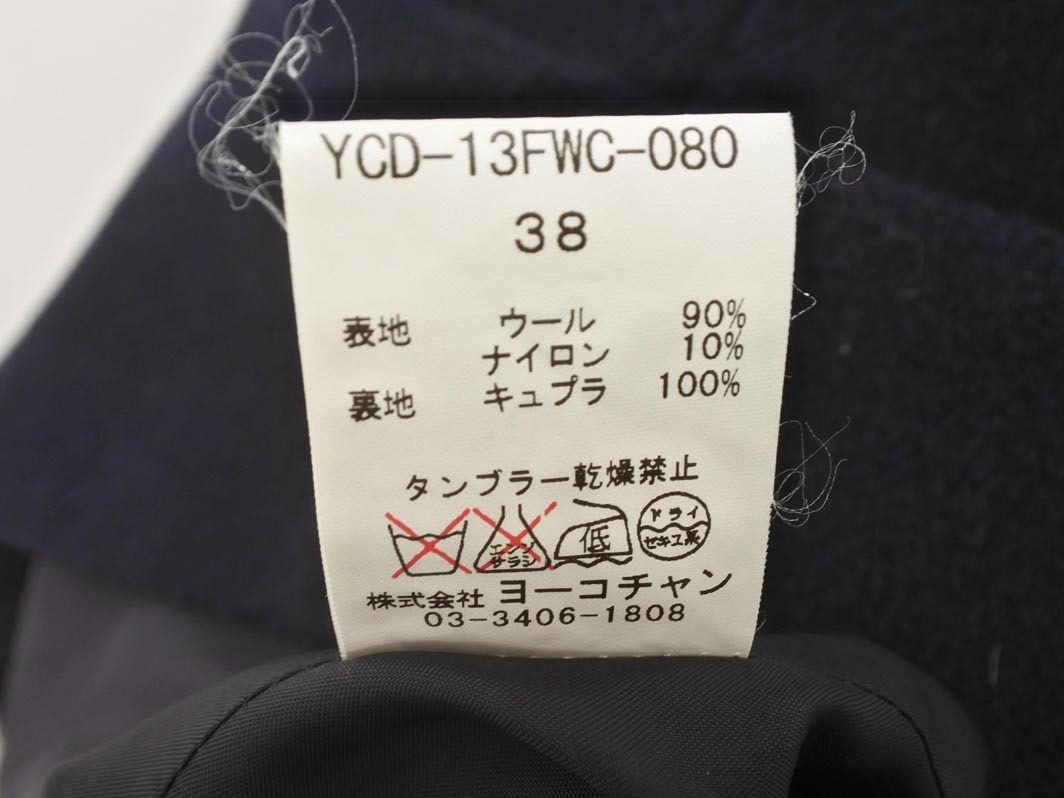 YCD-13FWC-080
38
表地 ウール 90%
ナイロン 10%
裏地 キュプラ 100%
タンブラー乾燥禁止
エンソ サラシ 低 ドライ セキユ系
株式会社 ヨーコチャン
03-3406-1808